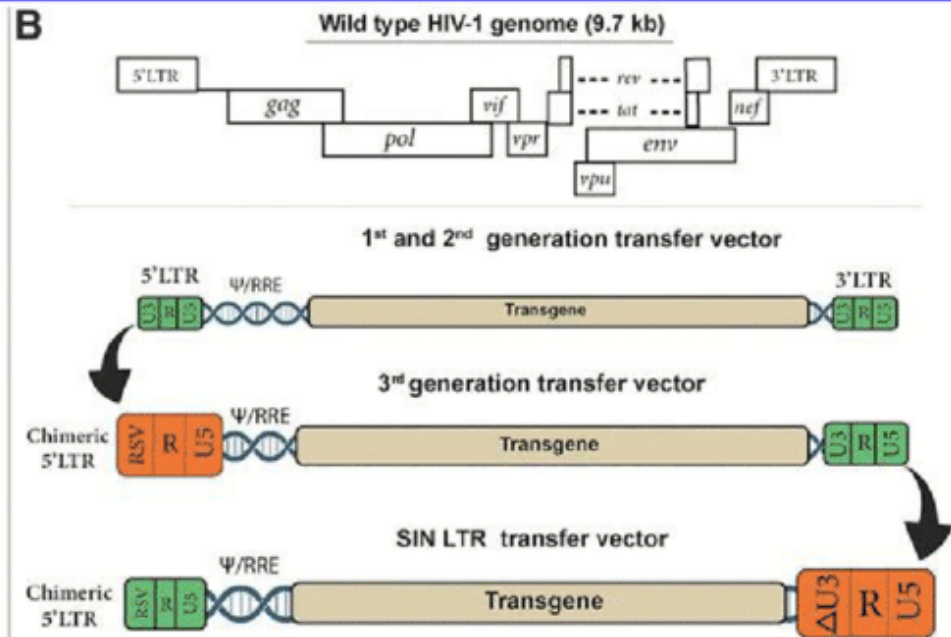 B
Wild type HIV-1 genome (9.7 kb)
5'LTR
3'LTR
rev
gag
vif
tat
nef
pol
vpr
env
vpu
1st and 2nd generation transfer vector
5'LTR
Ψ/RRE
3'LTR
U3 R U5
Transgene
U3 R U5
3rd generation transfer vector
Chimeric
5'LTR
RSV R U5
Ψ/RRE
Transgene
U3 R U5
SIN LTR transfer vector
Chimeric
5'LTR
RSV R U5
Ψ/RRE
Transgene
ΔU3 R U5